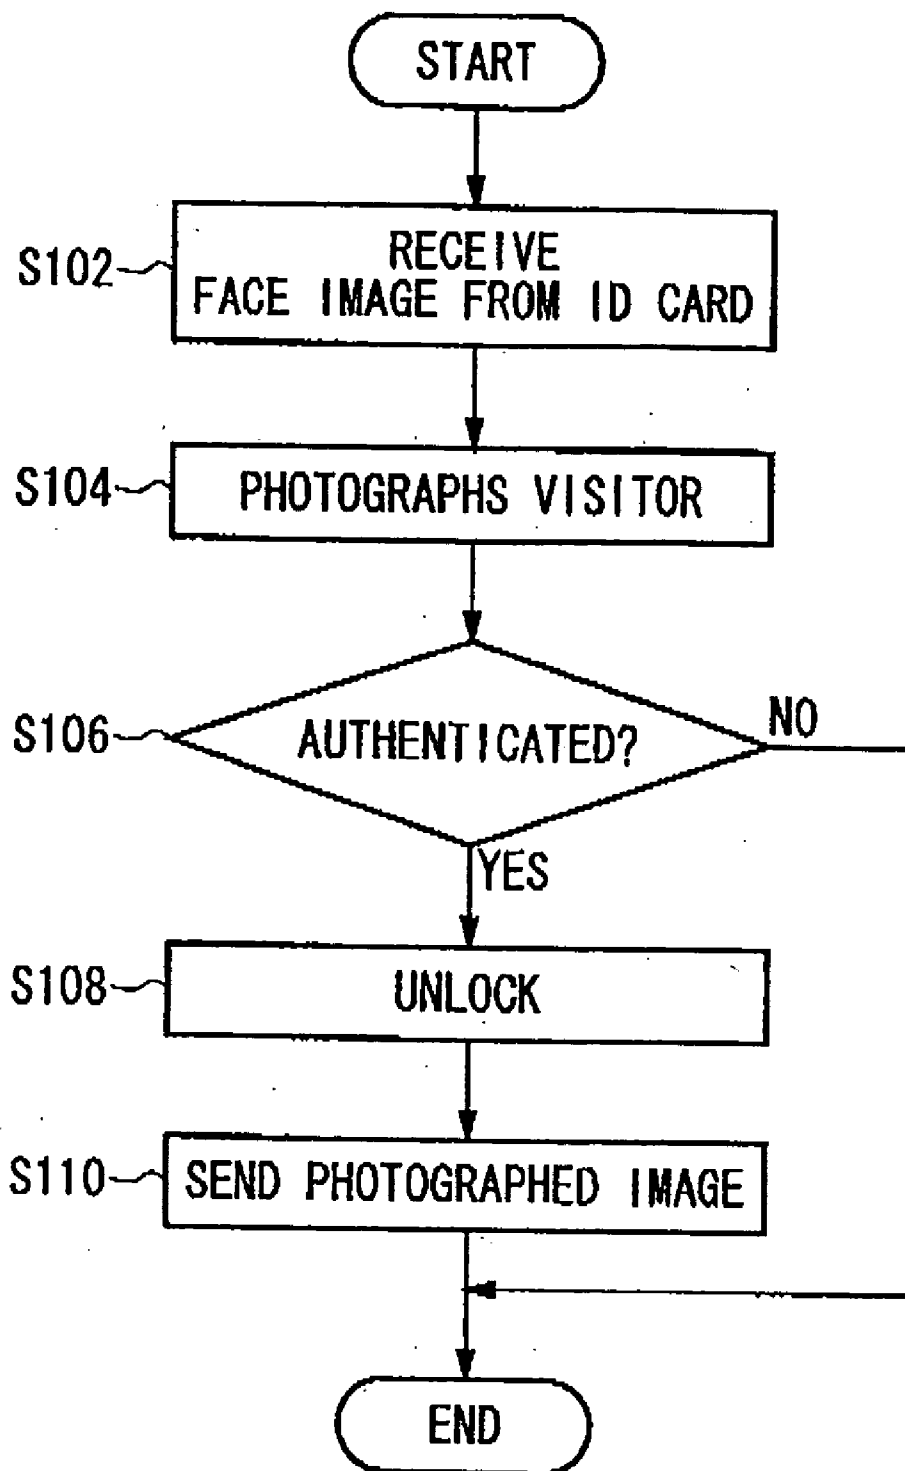 START
S102
RECEIVE
FACE IMAGE FROM ID CARD
S104
PHOTOGRAPHS VISITOR
S106
AUTHENTICATED?
NO
YES
S108
UNLOCK
S110
SEND PHOTOGRAPHED IMAGE
END